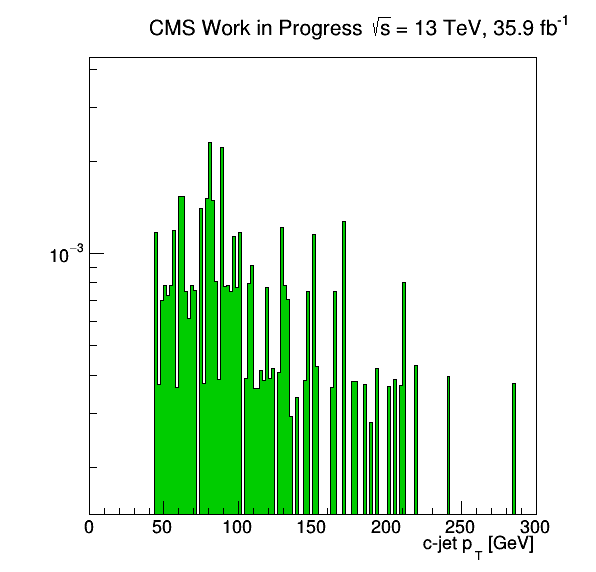 CMS Work in Progress √s = 13 TeV, 35.9 fb⁻¹
10⁻³
0 50 100 150 200 250 300
c-jet p_T [GeV]